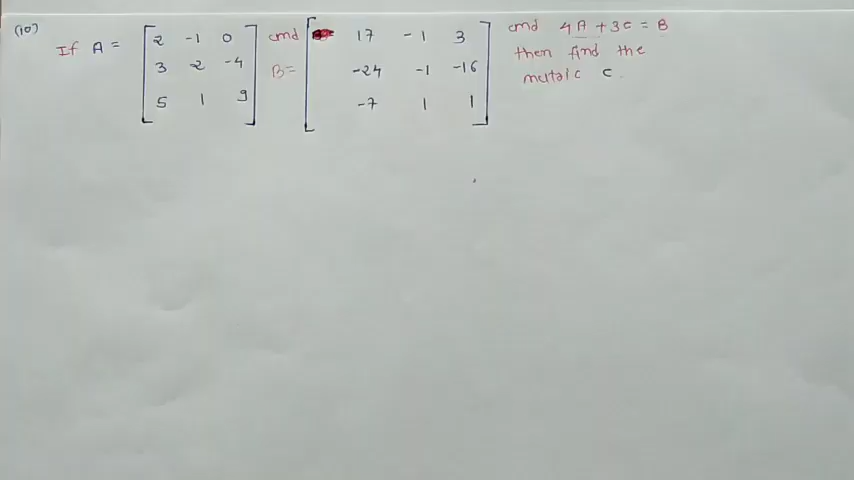 (10) If A = [ 2 -1 0 ] and B = [ 17 -1 3 ] and 4A + 3C = B
3 2 -4 -24 -1 -16 then find the
5 1 9 -7 1 1 matric C.